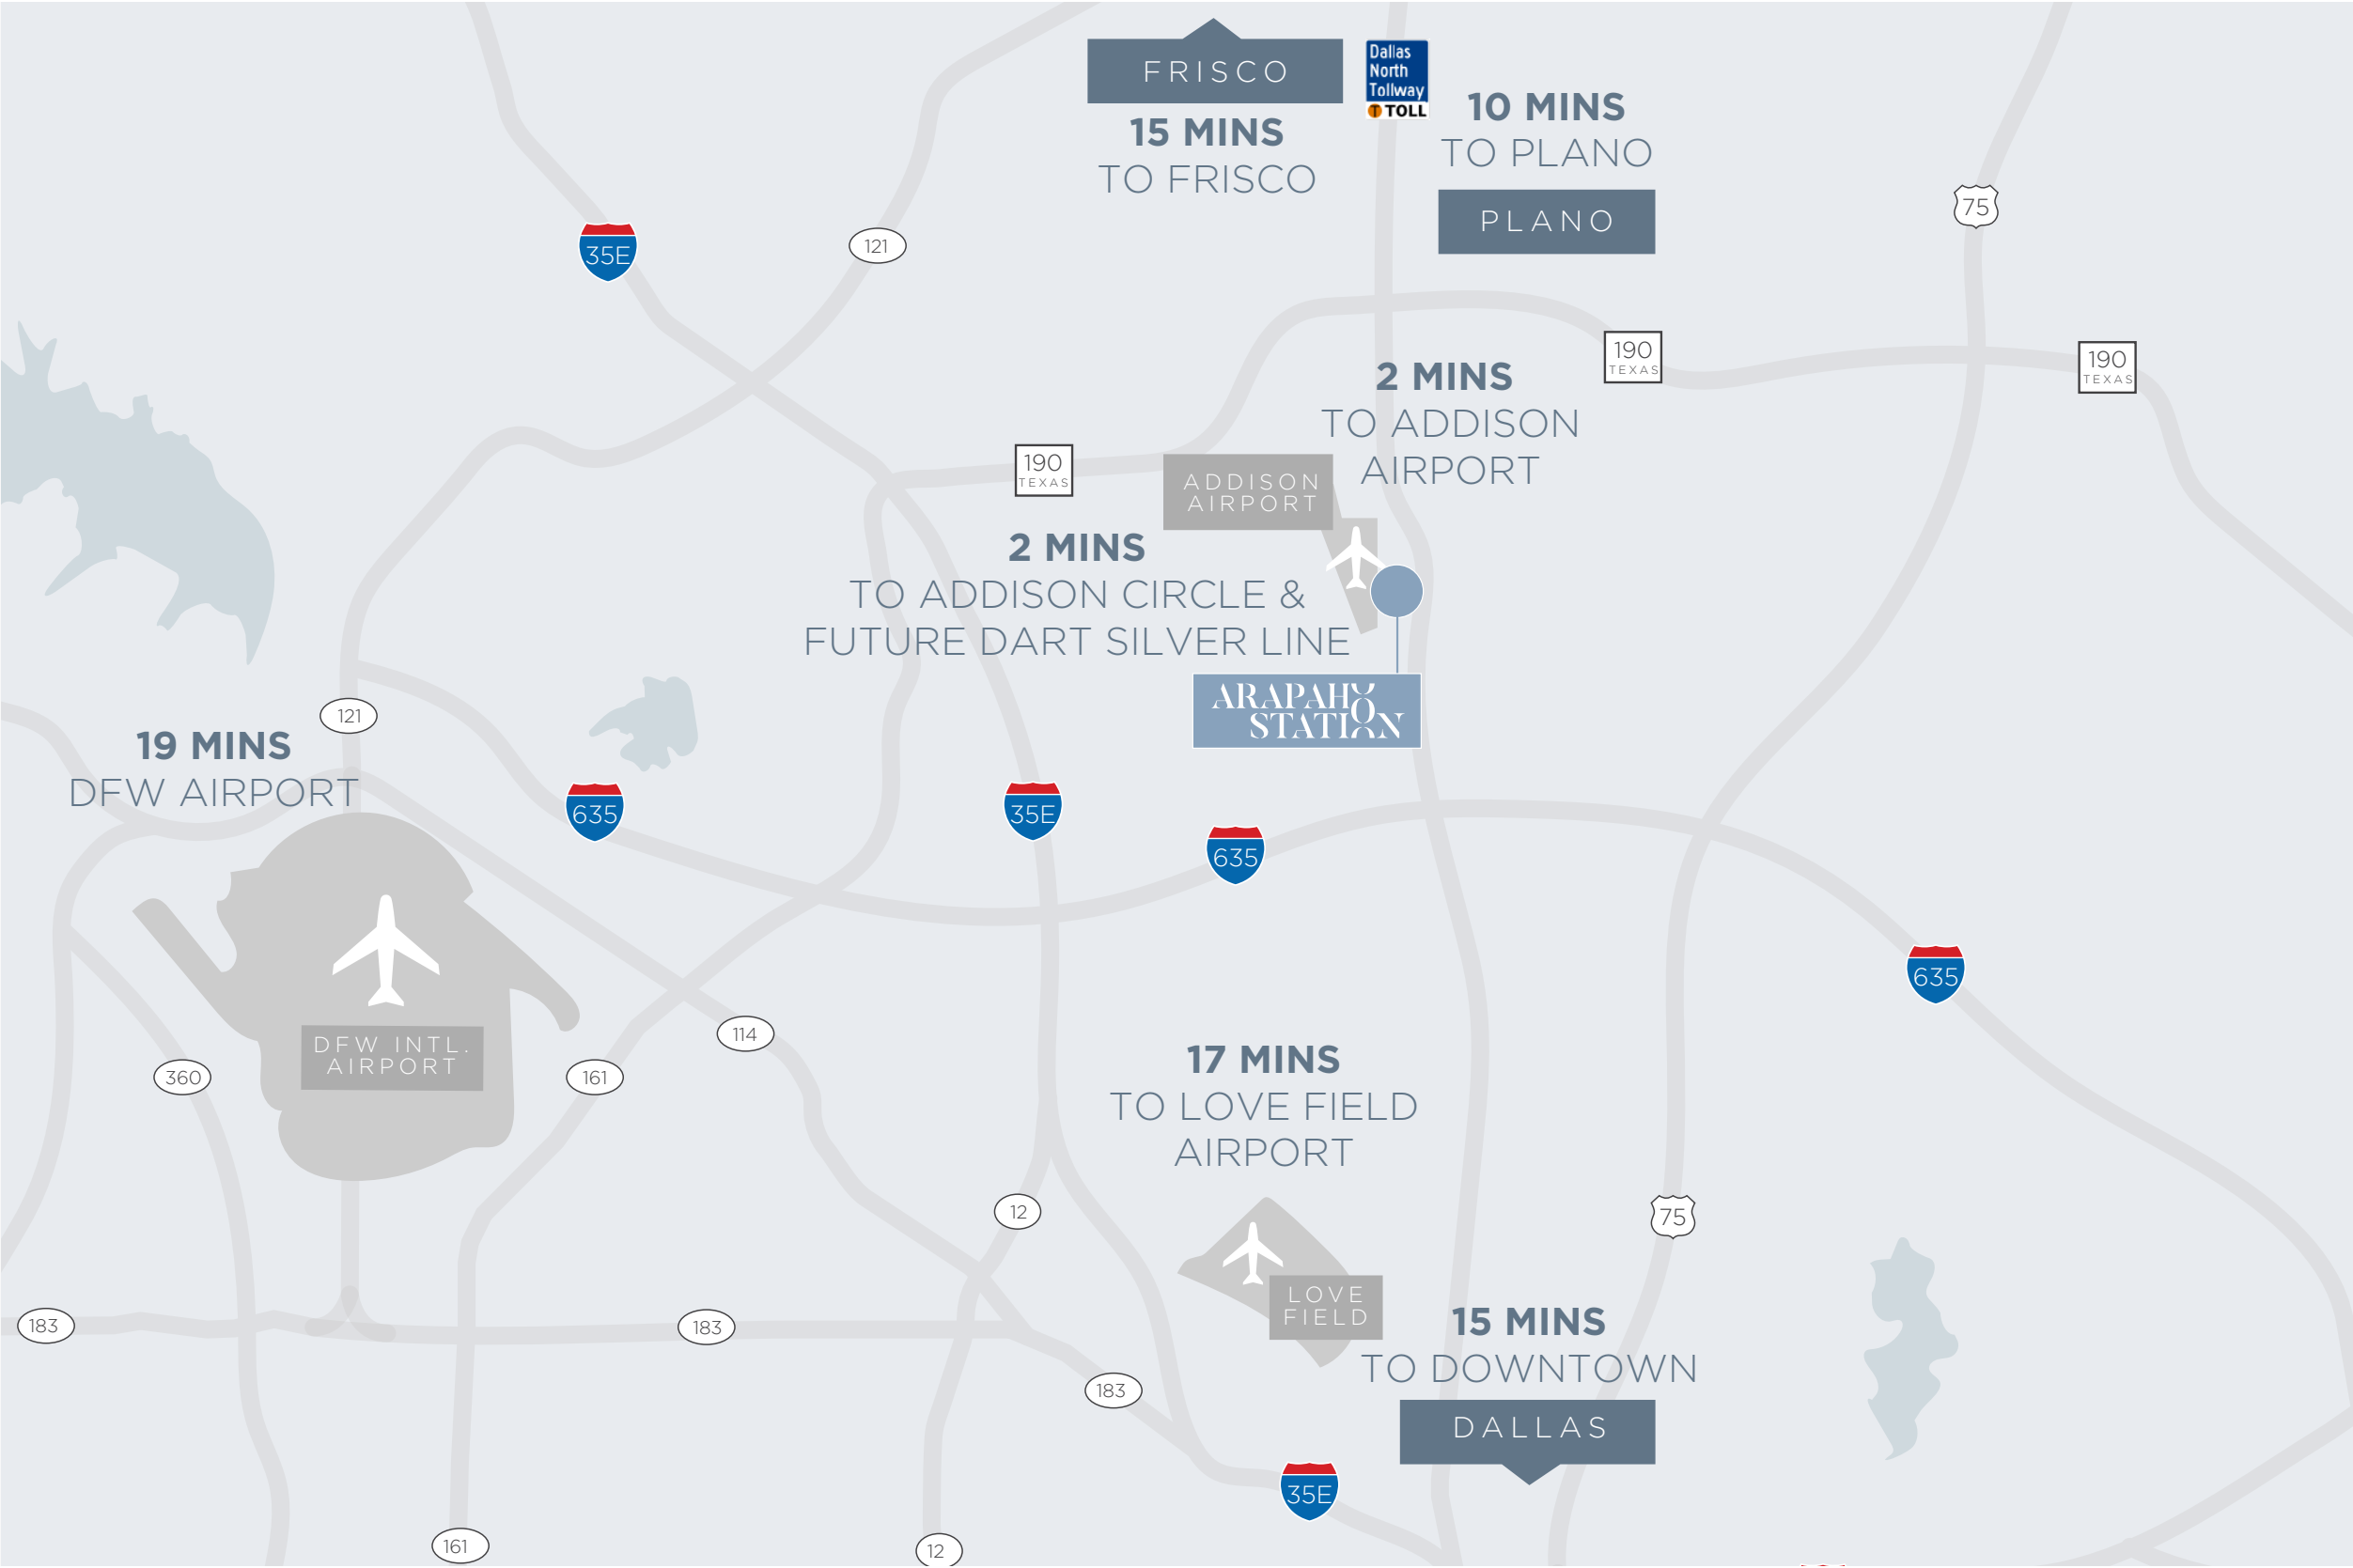 FRISCO
15 MINS
TO FRISCO
Dallas
North
Tollway
TOLL
10 MINS
TO PLANO
PLANO
75
35E
121
190
TEXAS
190
TEXAS
2 MINS
TO ADDISON
AIRPORT
190
TEXAS
ADDISON
AIRPORT
2 MINS
TO ADDISON CIRCLE &
FUTURE DART SILVER LINE
ARAPAHO
STATION
121
19 MINS
DFW AIRPORT
635
35E
635
635
DFW INTL.
AIRPORT
114
360
161
17 MINS
TO LOVE FIELD
AIRPORT
12
75
LOVE
FIELD
183
183
15 MINS
TO DOWNTOWN
183
DALLAS
35E
161
12